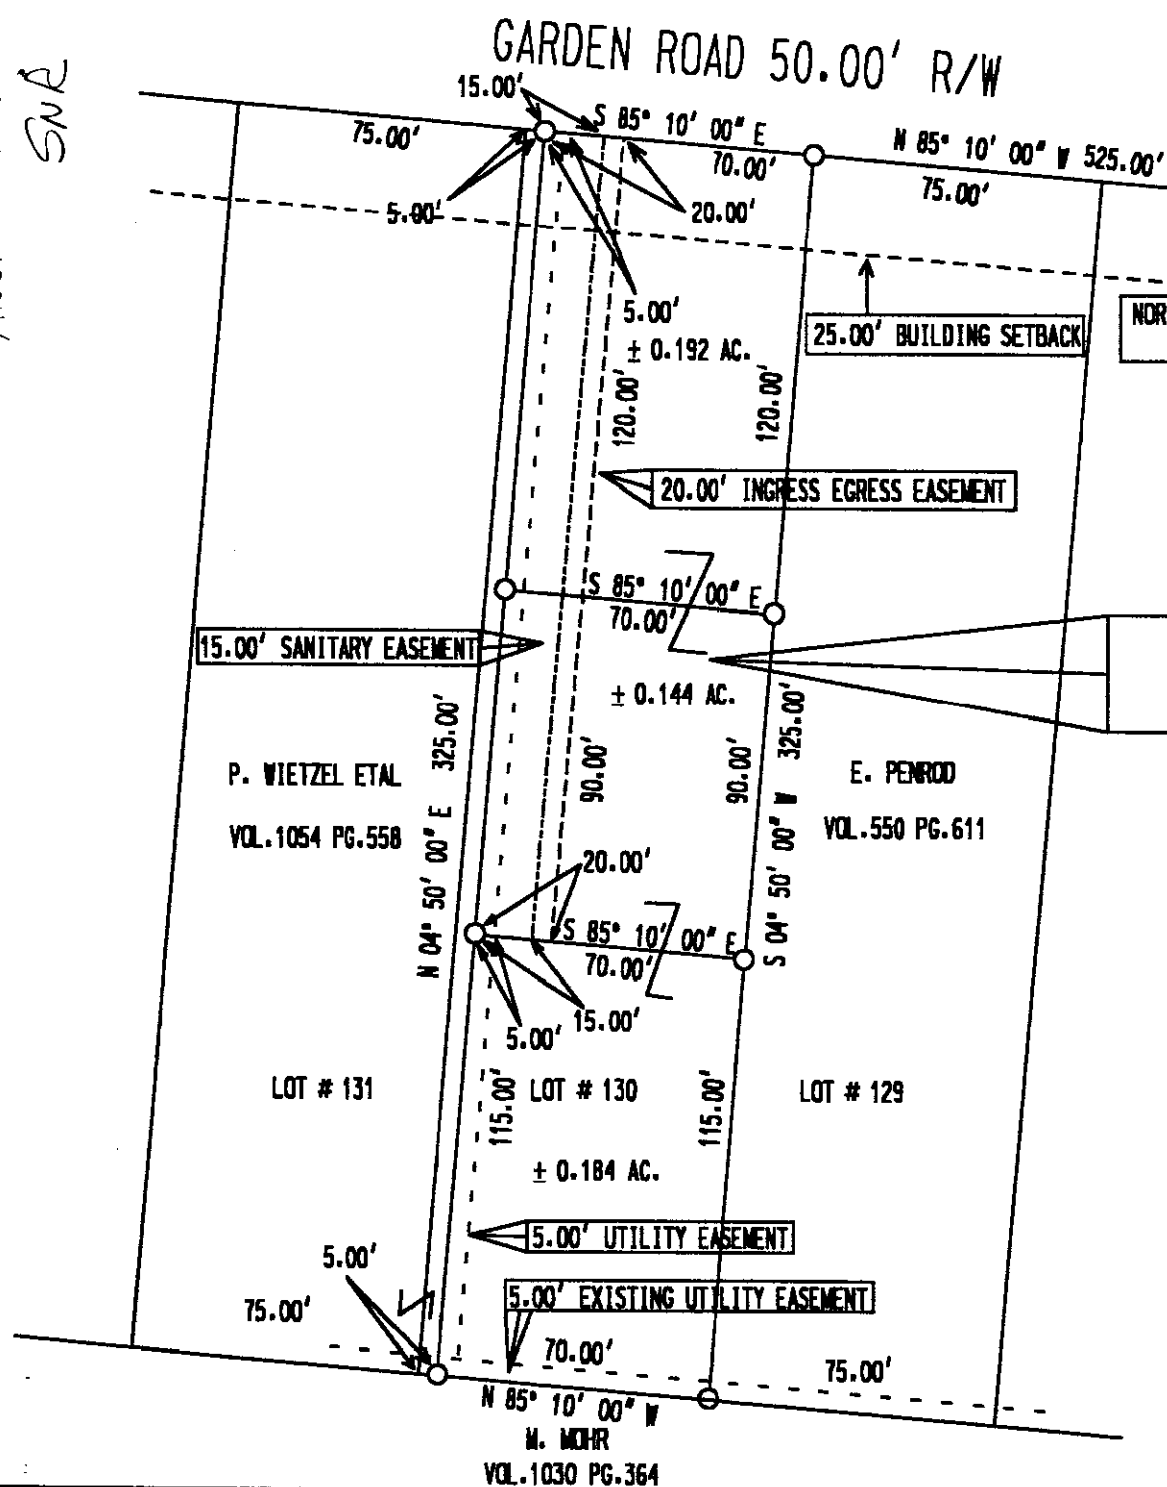 GARDEN ROAD 50.00' R/W
SNR
15.00'
75.00'
S 85° 10' 00" E
70.00'
N 85° 10' 00" W 525.00'
75.00'
5.00'
20.00'
5.00'
± 0.192 AC.
25.00' BUILDING SETBACK
NOR
120.00'
120.00'
20.00' INGRESS EGRESS EASEMENT
S 85° 10' 00" E
70.00'
15.00' SANITARY EASEMENT
± 0.144 AC.
N 04° 50' 00" E 325.00'
90.00'
90.00'
S 04° 50' 00" W 325.00'
P. WIETZEL ETAL
VOL.1054 PG.558
E. PENROD
VOL.550 PG.611
20.00'
S 85° 10' 00" E
70.00'
15.00'
5.00'
LOT # 131
LOT # 130
LOT # 129
115.00'
115.00'
± 0.184 AC.
5.00' UTILITY EASEMENT
5.00'
75.00'
5.00' EXISTING UTILITY EASEMENT
70.00'
75.00'
N 85° 10' 00" W
M. MOHR
VOL.1030 PG.364